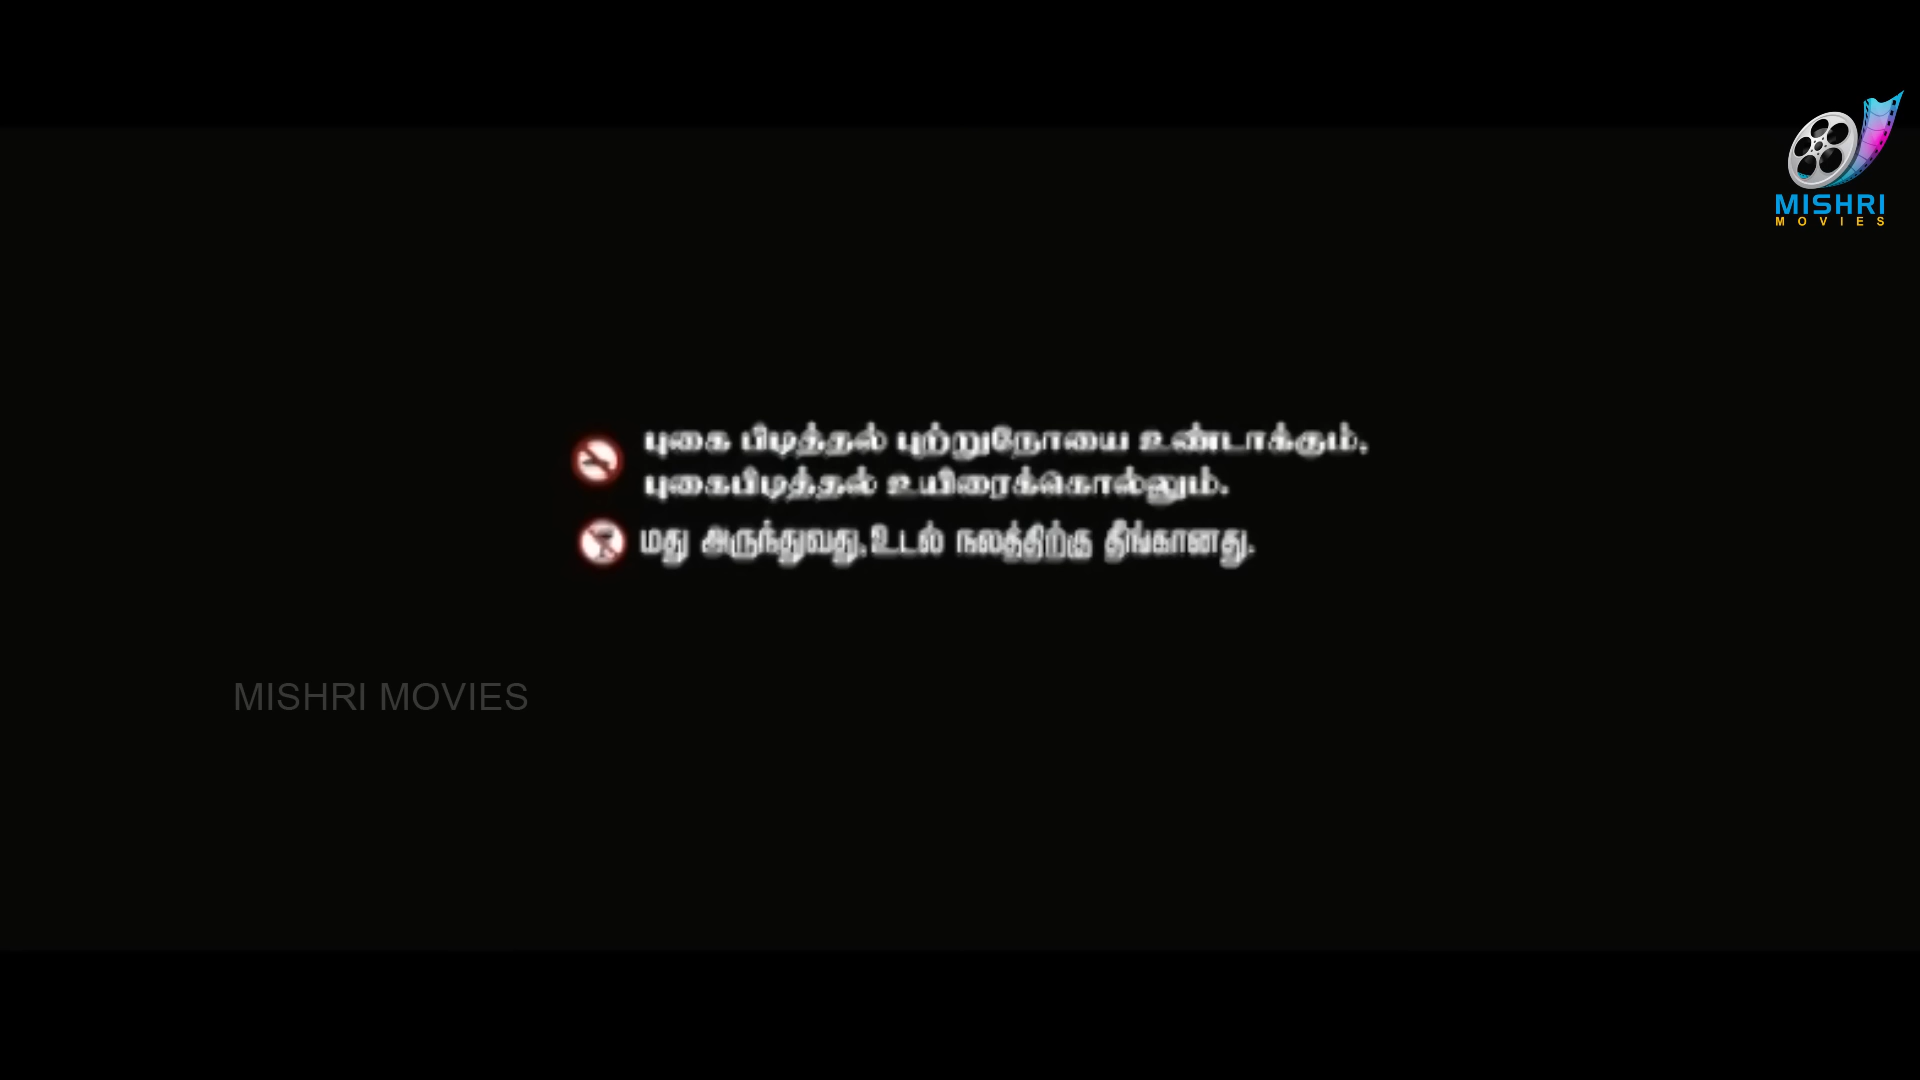 MISHRI
MOVIES
புகை பிடித்தல் புற்றுநோயை உண்டாக்கும்,
புகைபிடித்தல் உயிரைக்கொல்லும்.
மது அருந்துவது,உடல் நலத்திற்கு தீங்கானது.
MISHRI MOVIES